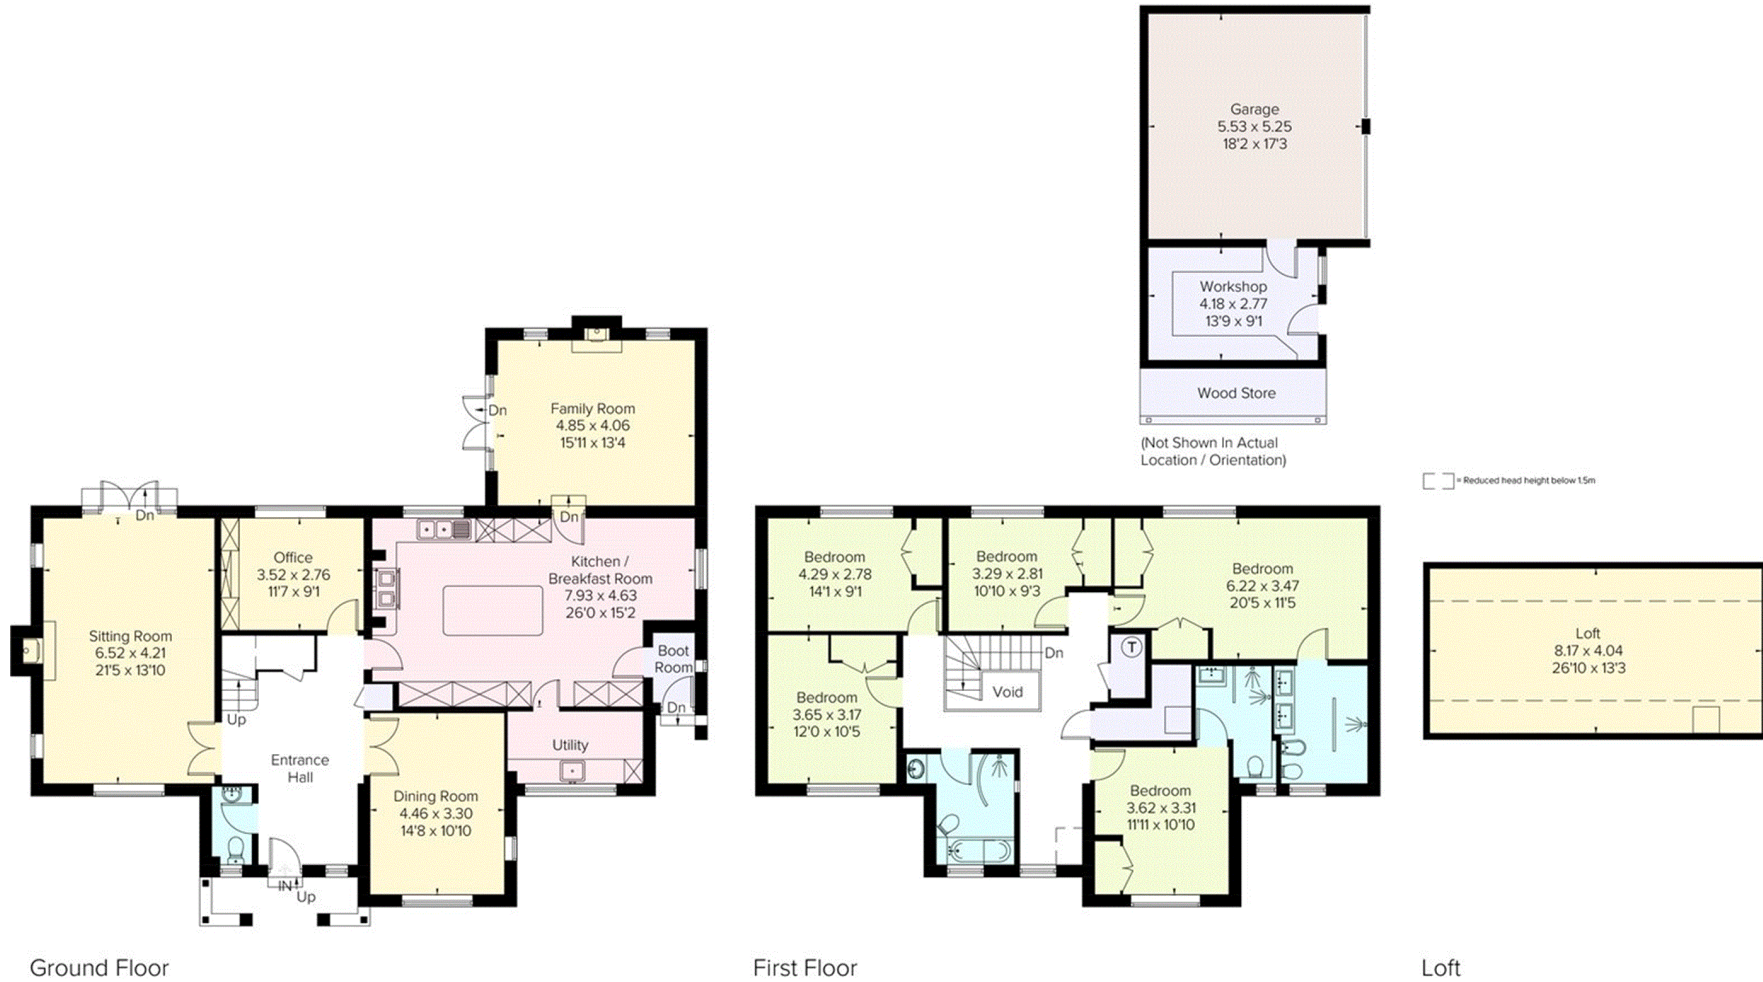 Garage
5.53 x 5.25
18'2 x 17'3
Workshop
4.18 x 2.77
13'9 x 9'1
Wood Store
(Not Shown In Actual
Location / Orientation)
= Reduced head height below 1.5m
Family Room
4.85 x 4.06
15'11 x 13'4
Dn
Dn
Dn
Office
3.52 x 2.76
11'7 x 9'1
Kitchen /
Breakfast Room
7.93 x 4.63
26'0 x 15'2
Sitting Room
6.52 x 4.21
21'5 x 13'10
Boot
Room
Dn
Up
Utility
Entrance
Hall
Dining Room
4.46 x 3.30
14'8 x 10'10
IN
Up
Bedroom
4.29 x 2.78
14'1 x 9'1
Bedroom
3.29 x 2.81
10'10 x 9'3
Bedroom
6.22 x 3.47
20'5 x 11'5
Dn
T
Void
Bedroom
3.65 x 3.17
12'0 x 10'5
Bedroom
3.62 x 3.31
11'11 x 10'10
Loft
8.17 x 4.04
26'10 x 13'3
Ground Floor
First Floor
Loft